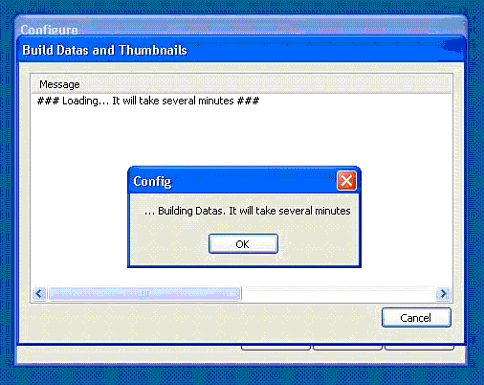 Configure
Build Datas and Thumbnails
Message
### Loading... It will take several minutes ###
Config
... Building Datas. It will take several minutes
OK
Cancel